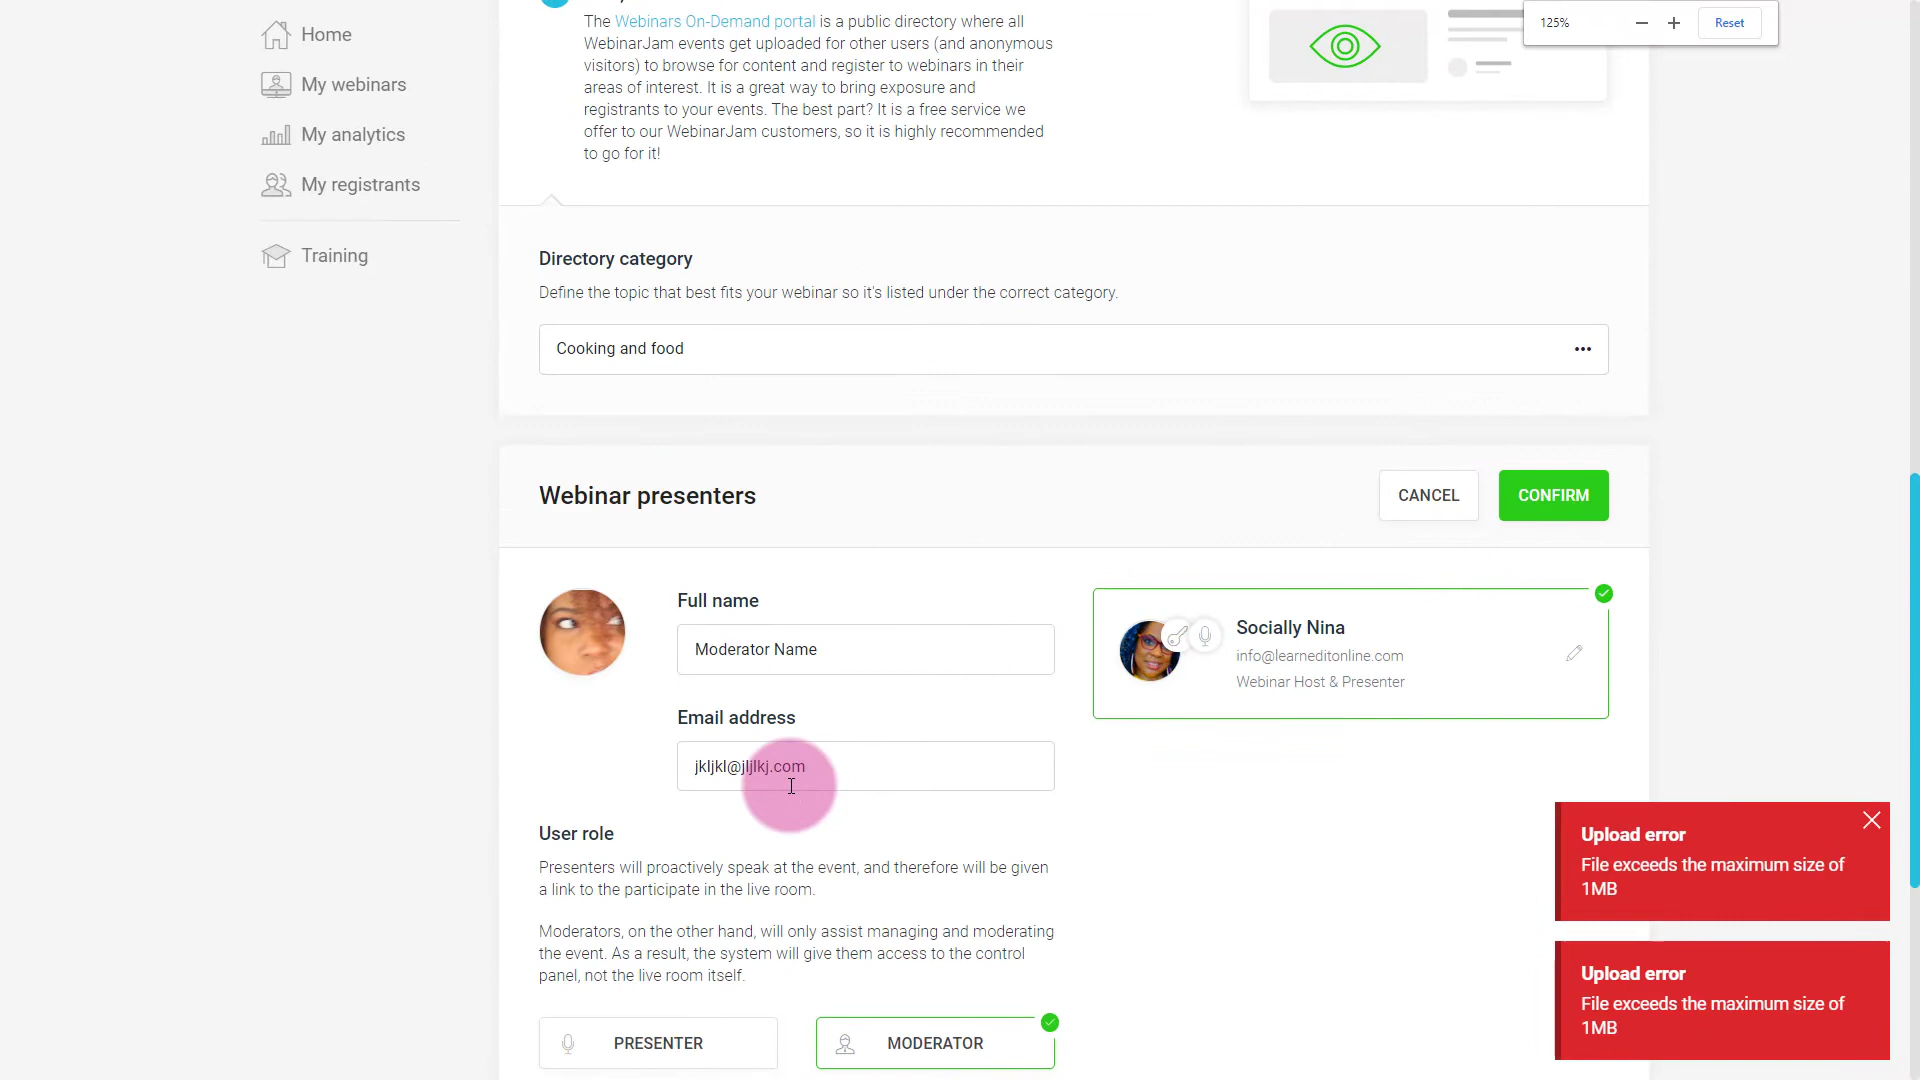 Home
My webinars
My analytics
My registrants
Training
The Webinars On-Demand portal is a public directory where all
WebinarJam events get uploaded for other users (and anonymous
visitors) to browse for content and register to webinars in their
areas of interest. It is a great way to bring exposure and
registrants to your events. The best part? It is a free service we
offer to our WebinarJam customers, so it is highly recommended
to go for it!
125%
Reset
Directory category
Define the topic that best fits your webinar so it's listed under the correct category.
Cooking and food
Webinar presenters
CANCEL
CONFIRM
Full name
Moderator Name
Email address
jkljkl@jljlkj.com
Socially Nina
info@learneditonline.com
Webinar Host & Presenter
User role
Presenters will proactively speak at the event, and therefore will be given
a link to the participate in the live room.
Moderators, on the other hand, will only assist managing and moderating
the event. As a result, the system will give them access to the control
panel, not the live room itself.
PRESENTER
MODERATOR
Upload error
File exceeds the maximum size of
1MB
Upload error
File exceeds the maximum size of
1MB